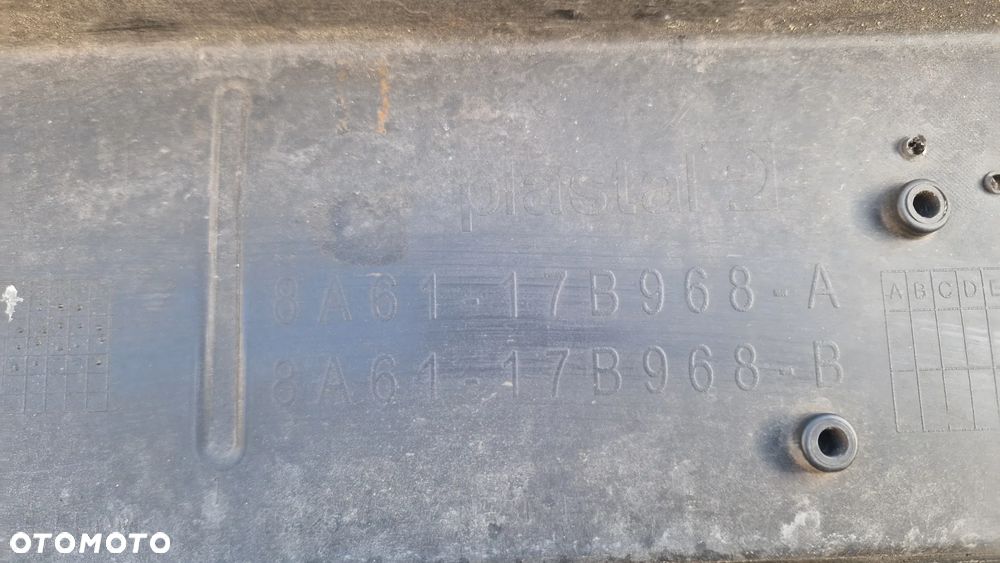 plastal 2
8A61-17B968-A
8A61-17B968-B
A B C D E
OTOMOTO